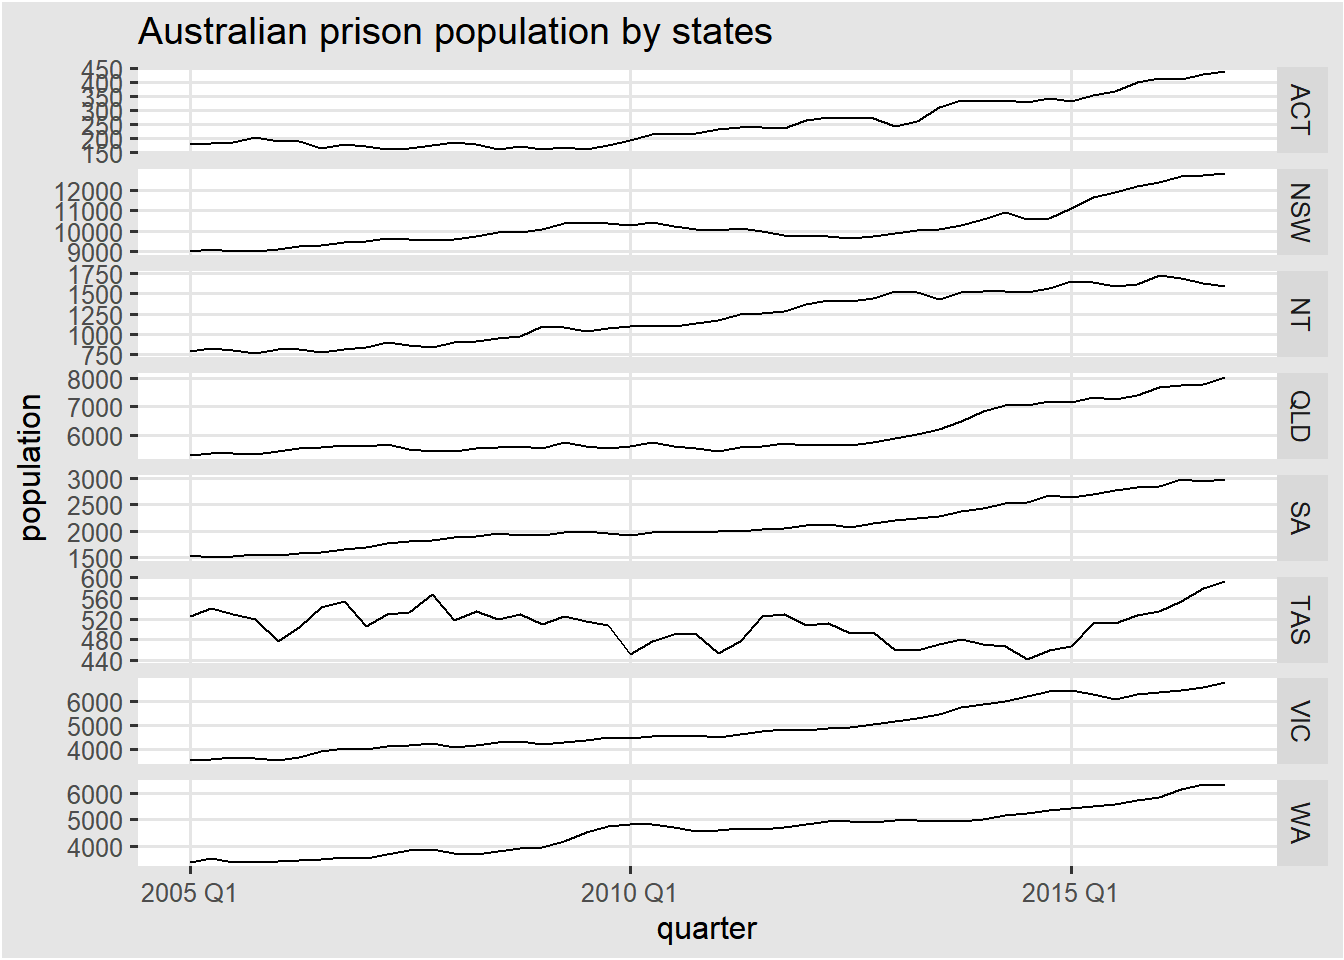 Australian prison population by states
population
450
400
350
300
250
200
150
ACT
12000
11000
10000
9000
NSW
1750
1500
1250
1000
750
NT
8000
7000
6000
QLD
3000
2500
2000
1500
SA
600
560
520
480
440
TAS
6000
5000
4000
VIC
6000
5000
4000
WA
2005 Q1 2010 Q1 2015 Q1
quarter